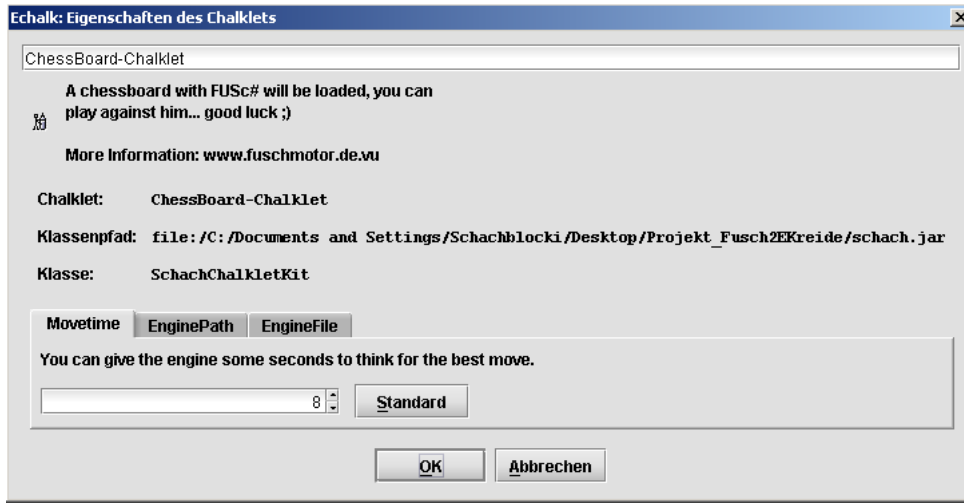 Echalk: Eigenschaften des Chalklets
ChessBoard-Chalklet
A chessboard with FUSc# will be loaded, you can
play against him... good luck ;)
More Information: www.fuschmotor.de.vu
Chalklet: ChessBoard-Chalklet
Klassenpfad: file:/C:/Documents and Settings/Schachblocki/Desktop/Projekt_Fusch2EKreide/schach.jar
Klasse: SchachChalkletKit
Movetime EnginePath EngineFile
You can give the engine some seconds to think for the best move.
8 Standard
OK Abbrechen